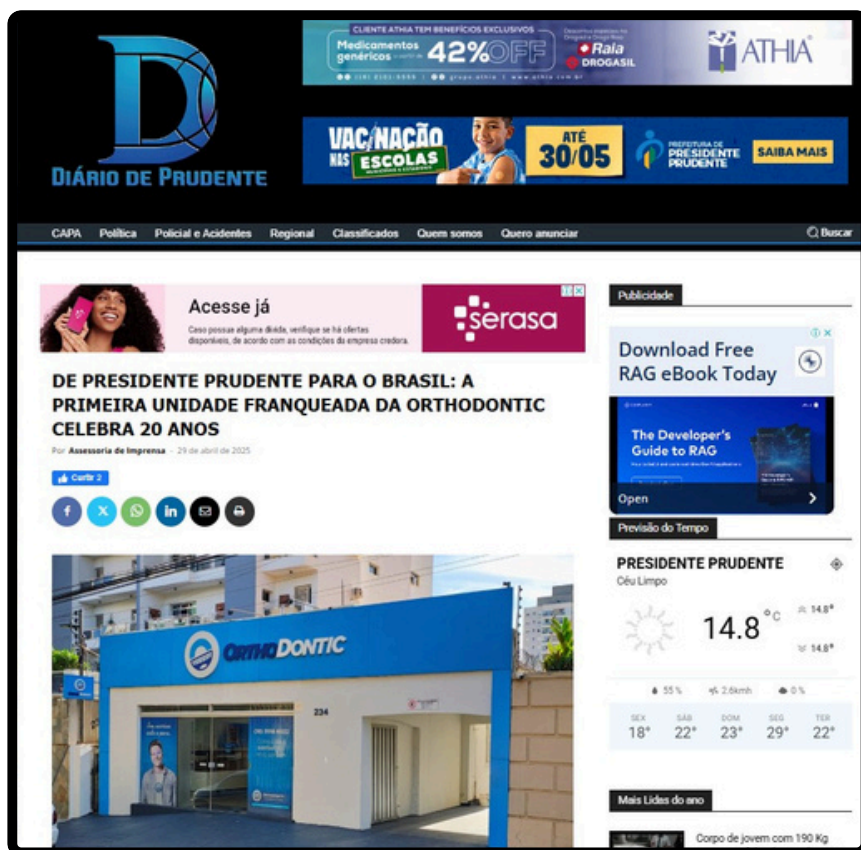 CLIENTE ATHIA TEM BENEFÍCIOS EXCLUSIVOS
Medicamentos
genéricos a partir de 42% OFF
Raia
DROGASIL
ATHIA
VACINAÇÃO
NAS ESCOLAS
ATÉ
30/05
PREFEITURA DE
PRESIDENTE
PRUDENTE
SAIBA MAIS
D
DIÁRIO DE PRUDENTE
CAPA Política Policial e Acidentes Regional Classificados Quem somos Quero anunciar Buscar
Acesse já
Caso possua alguma dívida, verifique se há ofertas
disponíveis, de acordo com as condições da empresa credora.
serasa
DE PRESIDENTE PRUDENTE PARA O BRASIL: A
PRIMEIRA UNIDADE FRANQUEADA DA ORTHODONTIC
CELEBRA 20 ANOS
Por Assessoria de Imprensa - 29 de abril de 2025
Curtir 2
ORTHODONTIC
234
Publicidade
Download Free
RAG eBook Today
The Developer's
Guide to RAG
Open
Previsão do Tempo
PRESIDENTE PRUDENTE
Céu Limpo
14.8 °C
14.8°
14.8°
55 % 2.6kmh 0 %
SEX SÁB DOM SEG TER
18° 22° 23° 29° 22°
Mais Lidas do ano
Corpo de jovem com 190 Kg